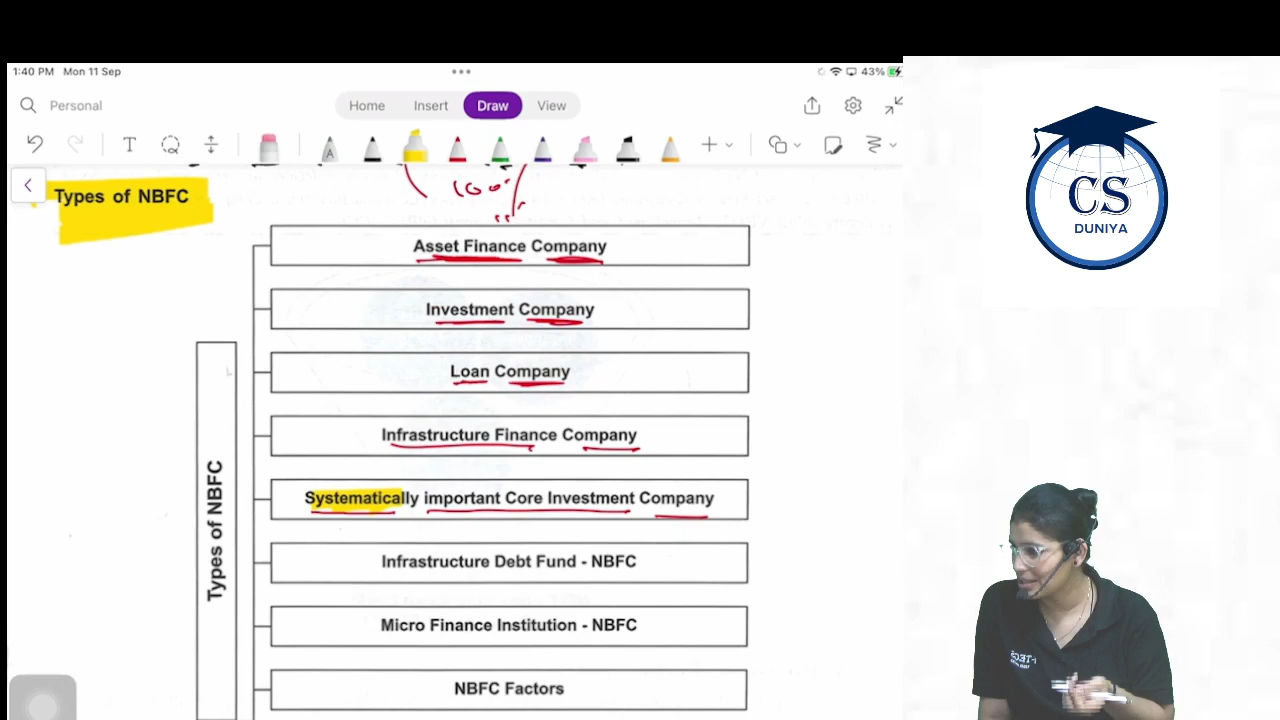 1:40 PM Mon 11 Sep
43%
Personal
Home Insert Draw View
Types of NBFC
Asset Finance Company
Investment Company
Loan Company
Infrastructure Finance Company
Systematically important Core Investment Company
Infrastructure Debt Fund - NBFC
Micro Finance Institution - NBFC
NBFC Factors
Types of NBFC
CS
DUNIYA